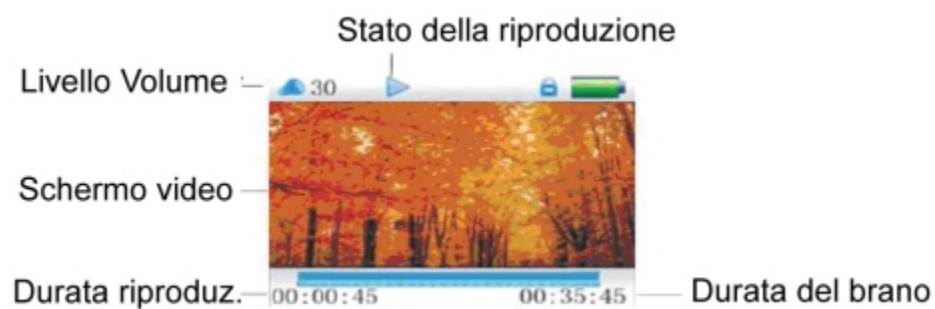 Stato della riproduzione
Livello Volume
30
Schermo video
Durata riproduz.
00:00:45
00:35:45
Durata del brano